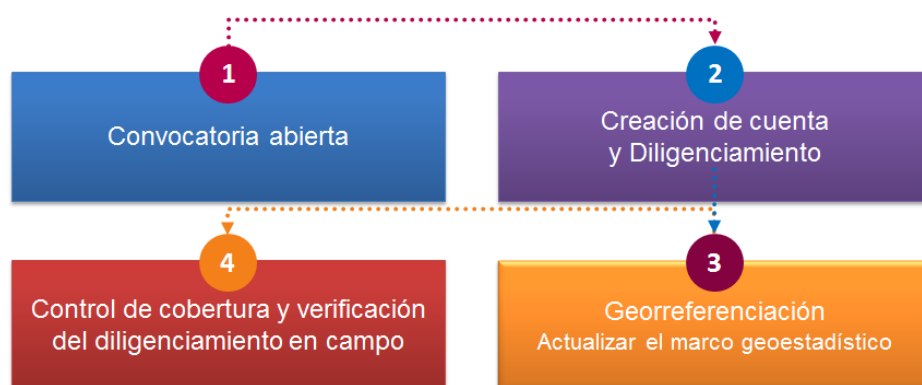 1
Convocatoria abierta
2
Creación de cuenta
y Diligenciamiento
4
Control de cobertura y verificación
del diligenciamiento en campo
3
Georreferenciación
Actualizar el marco geoestadístico